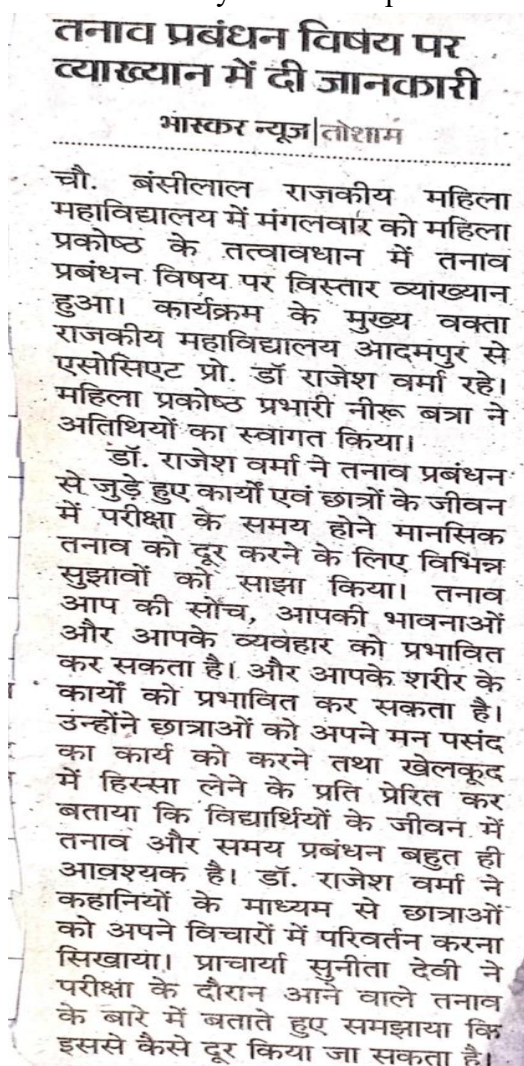 तनाव प्रबंधन विषय पर
व्याख्यान में दी जानकारी
भास्कर न्यूज|तोशाम
चौ. बंसीलाल राजकीय महिला
महाविद्यालय में मंगलवार को महिला
प्रकोष्ठ के तत्वावधान में तनाव
प्रबंधन विषय पर विस्तार व्याख्यान
हुआ। कार्यक्रम के मुख्य वक्ता
राजकीय महाविद्यालय आदमपुर से
एसोसिएट प्रो. डॉ राजेश वर्मा रहे।
महिला प्रकोष्ठ प्रभारी नीरू बत्रा ने
अतिथियों का स्वागत किया।
डॉ. राजेश वर्मा ने तनाव प्रबंधन
से जुड़े हुए कार्यों एवं छात्रों के जीवन
में परीक्षा के समय होने मानसिक
तनाव को दूर करने के लिए विभिन्न
सुझावों को साझा किया। तनाव
आप की सोच, आपकी भावनाओं
और आपके व्यवहार को प्रभावित
कर सकता है। और आपके शरीर के
कार्यों को प्रभावित कर सकता है।
उन्होंने छात्राओं को अपने मन पसंद
का कार्य को करने तथा खेलकूद
में हिस्सा लेने के प्रति प्रेरित कर
बताया कि विद्यार्थियों के जीवन में
तनाव और समय प्रबंधन बहुत ही
आवश्यक है। डॉ. राजेश वर्मा ने
कहानियों के माध्यम से छात्राओं
को अपने विचारों में परिवर्तन करना
सिखाया। प्राचार्या सुनीता देवी ने
परीक्षा के दौरान आने वाले तनाव
के बारे में बताते हुए समझाया कि
इससे कैसे दूर किया जा सकता है।